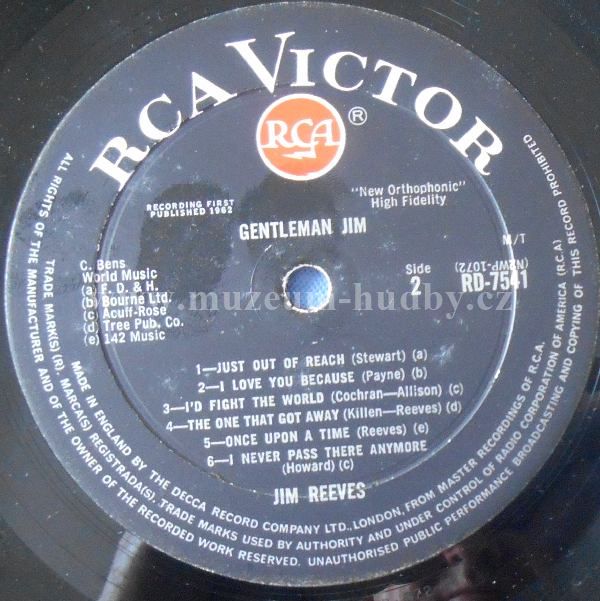 RCA VICTOR
RCA
®
RECORDING FIRST
PUBLISHED 1962
"New Orthophonic"
High Fidelity
GENTLEMAN JIM
M/T
C. Bens
World Music
(a) F. D. & H.
(b) Bourne Ltd.
(c) Acuff-Rose
(d) Tree Pub. Co.
(e) 142 Music
Side
2
(N2WP-1072)
RD-7541
www.muzeum-hudby.cz
1—JUST OUT OF REACH (Stewart) (a)
2—I LOVE YOU BECAUSE (Payne) (b)
3—I'D FIGHT THE WORLD (Cochran—Allison) (c)
4—THE ONE THAT GOT AWAY (Killen—Reeves) (d)
5—ONCE UPON A TIME (Reeves) (e)
6—I NEVER PASS THERE ANYMORE
(Howard) (c)
JIM REEVES
ALL RIGHTS OF THE MANUFACTURER AND OF THE OWNER OF THE RECORDED WORK RESERVED. UNAUTHORISED PUBLIC PERFORMANCE BROADCASTING AND COPYING OF THIS RECORD PROHIBITED
TRADE MARK(S) (R). MARCA(S) REGISTRADA(S). TRADE MARKS USED BY AUTHORITY AND UNDER CONTROL OF RADIO CORPORATION OF AMERICA (R.C.A)
MADE IN ENGLAND BY THE DECCA RECORD COMPANY LTD., LONDON, FROM MASTER RECORDINGS OF R.C.A.